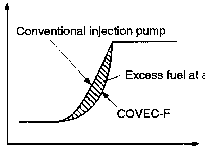 Conventional injection pump
Excess fuel at
COVEC-F